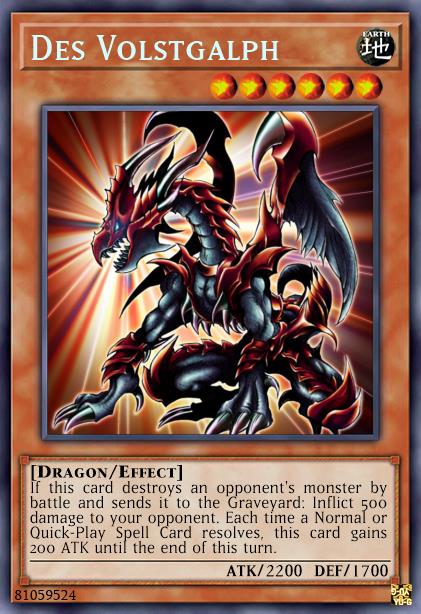 Des Volstgalph
EARTH
地
[Dragon/Effect]
If this card destroys an opponent's monster by
battle and sends it to the Graveyard: Inflict 500
damage to your opponent. Each time a Normal or
Quick-Play Spell Card resolves, this card gains
200 ATK until the end of this turn.
ATK/2200 DEF/1700
81059524